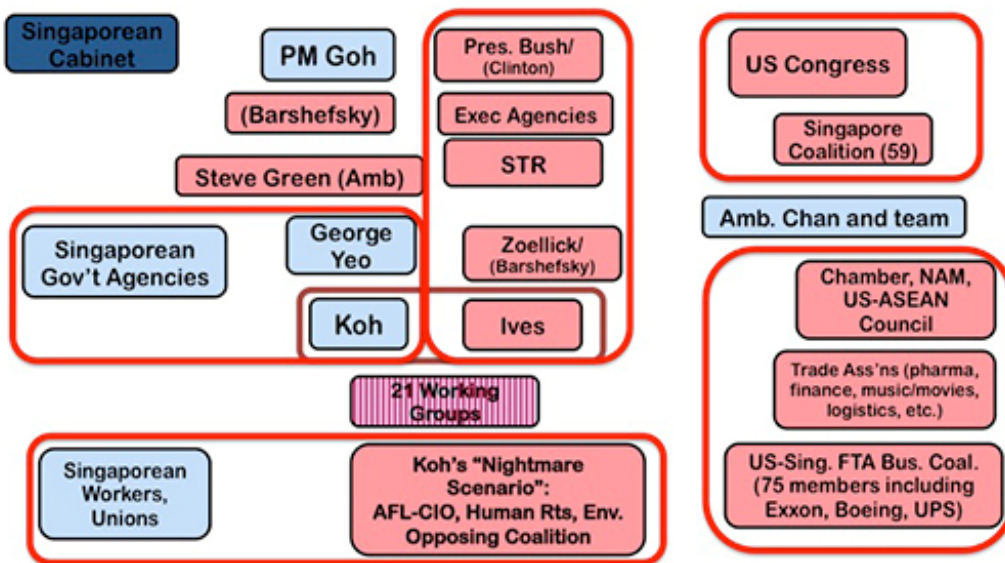 Singaporean
Cabinet
PM Goh
Pres. Bush/
(Clinton)
(Barshefsky)
Exec Agencies
Steve Green (Amb)
STR
Singaporean
Gov't Agencies
George
Yeo
Zoellick/
(Barshefsky)
Koh
Ives
21 Working
Groups
Singaporean
Workers,
Unions
Koh's "Nightmare
Scenario":
AFL-CIO, Human Rts, Env.
Opposing Coalition
US Congress
Singapore
Coalition (59)
Amb. Chan and team
Chamber, NAM,
US-ASEAN
Council
Trade Ass'ns (pharma,
finance, music/movies,
logistics, etc.)
US-Sing. FTA Bus. Coal.
(75 members including
Exxon, Boeing, UPS)